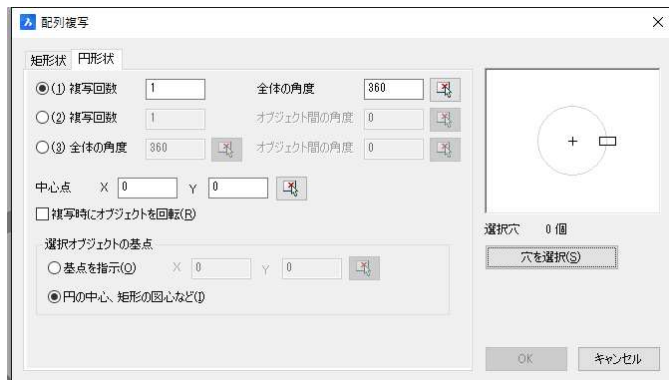 配列複写
矩形状 円形状
(1) 複写回数 1 全体の角度 360
(2) 複写回数 1 オブジェクト間の角度 0
(3) 全体の角度 360 オブジェクト間の角度 0
中心点 X 0 Y 0
複写時にオブジェクトを回転(R)
選択オブジェクトの基点
基点を指示(O) X 0 Y 0
円の中心、矩形の図心など(I)
選択穴 0 個
穴を選択(S)
OK キャンセル